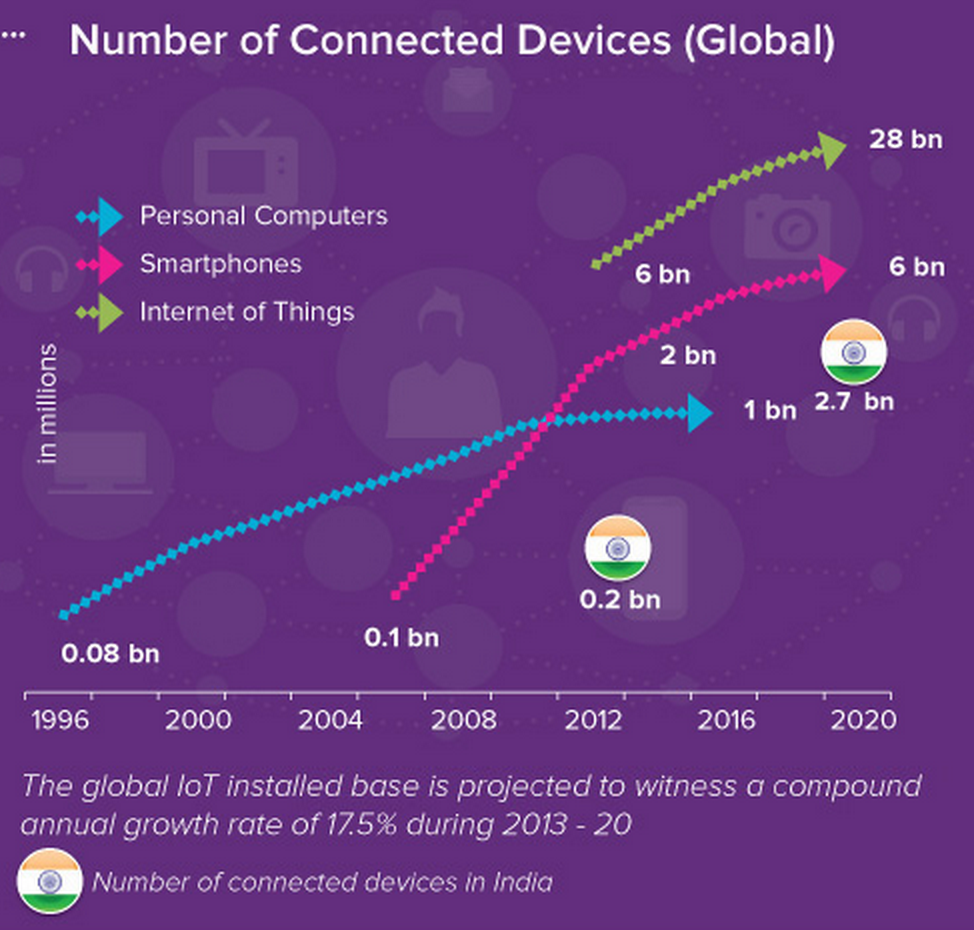 ... Number of Connected Devices (Global)
28 bn
Personal Computers
Smartphones
Internet of Things
6 bn
6 bn
in millions
2 bn
1 bn
2.7 bn
0.2 bn
0.1 bn
0.08 bn
1996 2000 2004 2008 2012 2016 2020
The global IoT installed base is projected to witness a compound
annual growth rate of 17.5% during 2013 - 20
Number of connected devices in India